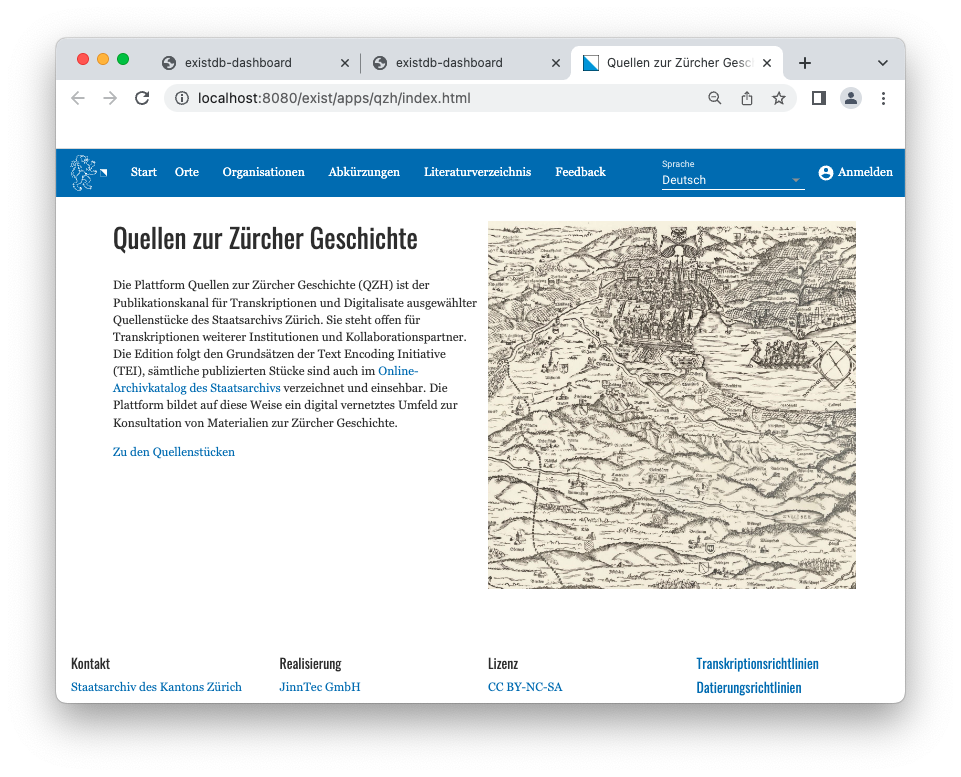 existdb-dashboard
existdb-dashboard
Quellen zur Zürcher Gesc
localhost:8080/exist/apps/qzh/index.html
Start Orte Organisationen Abkürzungen Literaturverzeichnis Feedback
Sprache
Deutsch
Anmelden
Quellen zur Zürcher Geschichte
Die Plattform Quellen zur Zürcher Geschichte (QZH) ist der
Publikationskanal für Transkriptionen und Digitalisate ausgewählter
Quellenstücke des Staatsarchivs Zürich. Sie steht offen für
Transkriptionen weiterer Institutionen und Kollaborationspartner.
Die Edition folgt den Grundsätzen der Text Encoding Initiative
(TEI), sämtliche publizierten Stücke sind auch im Online-
Archivkatalog des Staatsarchivs verzeichnet und einsehbar. Die
Plattform bildet auf diese Weise ein digital vernetztes Umfeld zur
Konsultation von Materialien zur Zürcher Geschichte.
Zu den Quellenstücken
Kontakt
Staatsarchiv des Kantons Zürich
Realisierung
JinnTec GmbH
Lizenz
CC BY-NC-SA
Transkriptionsrichtlinien
Datierungsrichtlinien